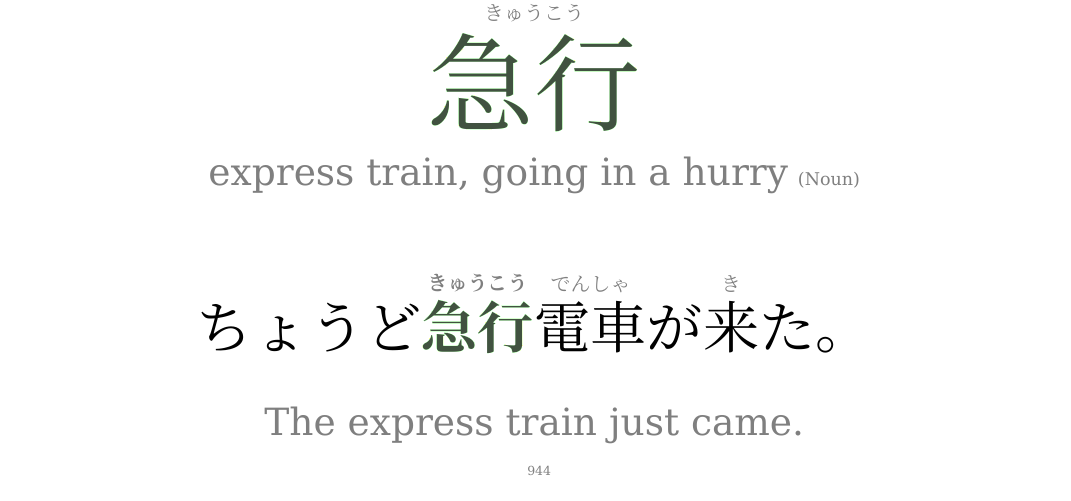 きゅうこう
急行
express train, going in a hurry (Noun)
きゅうこう でんしゃ き
ちょうど急行電車が来た。
The express train just came.
944